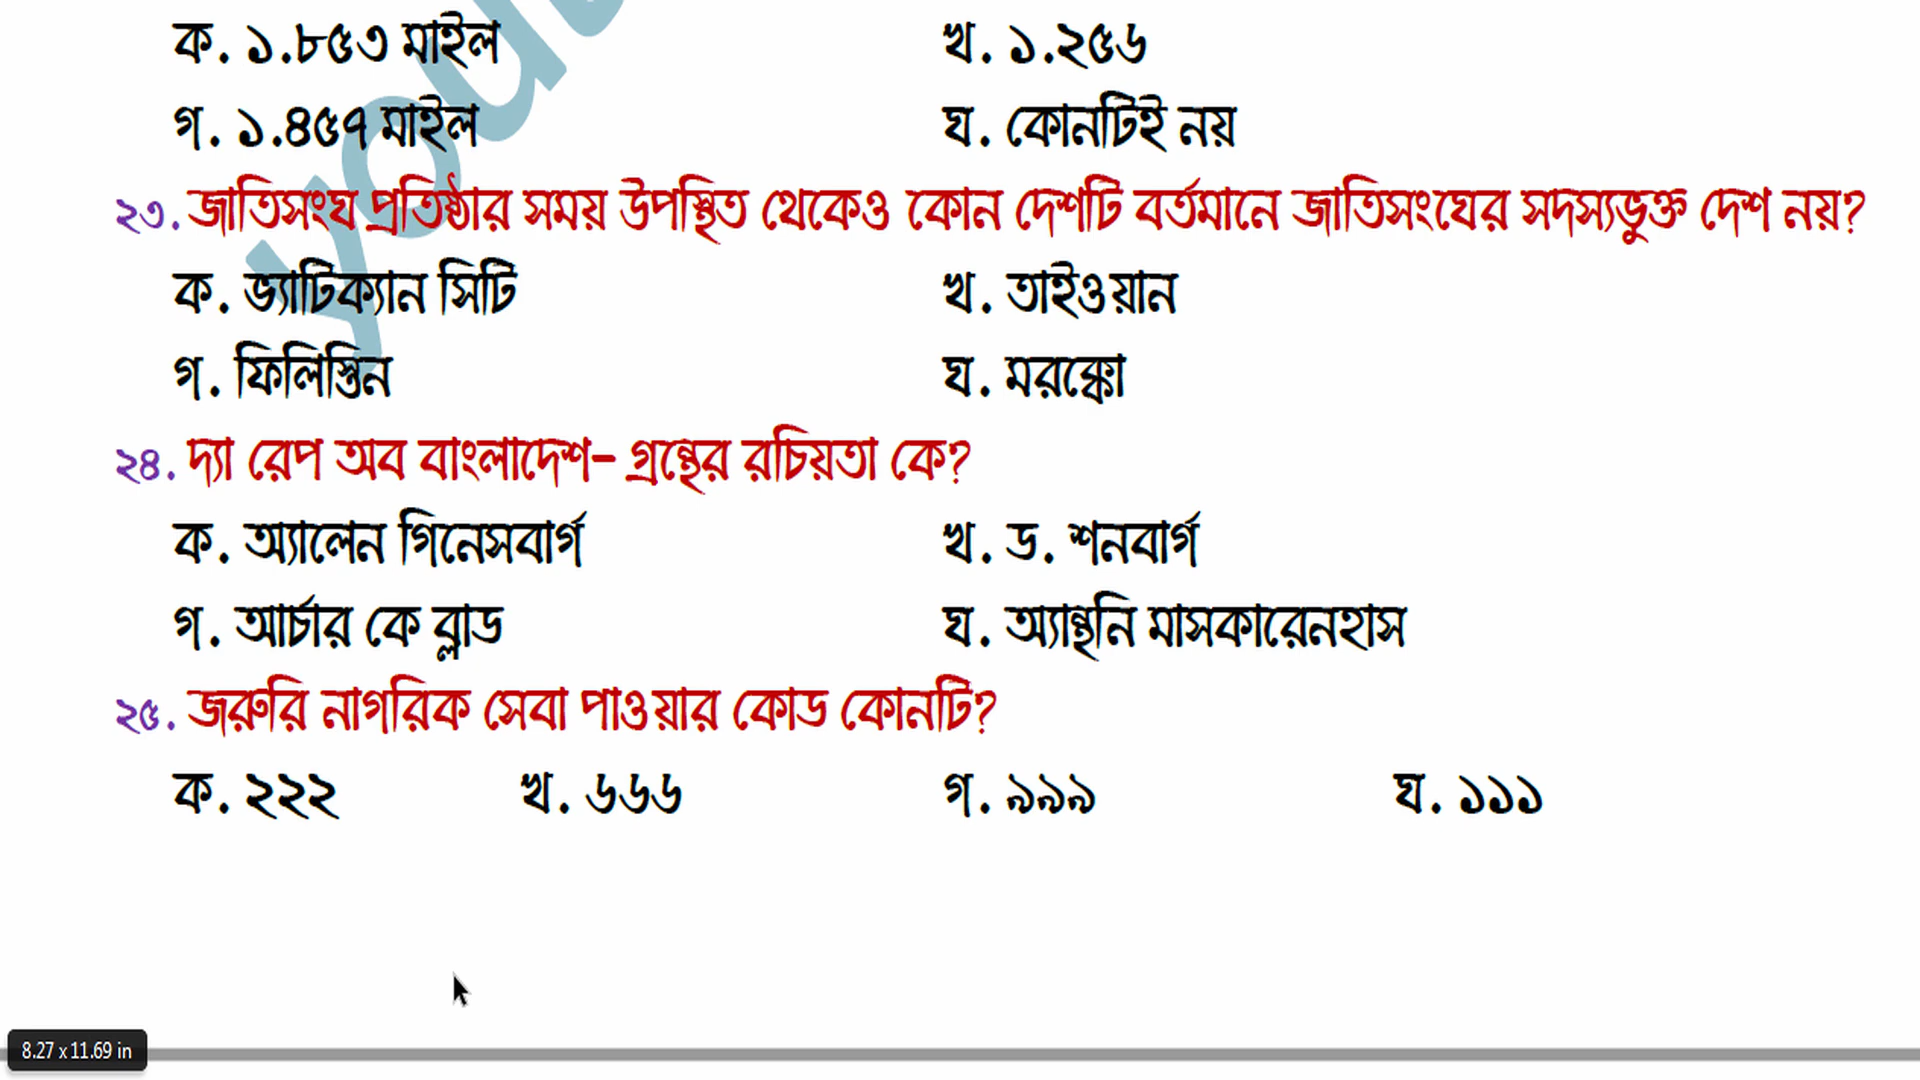 ক. ১.৮৫৩ মাইল খ. ১.২৫৬
গ. ১.৪৫৭ মাইল ঘ. কোনটিই নয়
২৩. জাতিসংঘ প্রতিষ্ঠার সময় উপস্থিত থেকেও কোন দেশটি বর্তমানে জাতিসংঘের সদস্যভুক্ত দেশ নয়?
ক. ভ্যাটিক্যান সিটি খ. তাইওয়ান
গ. ফিলিস্তিন ঘ. মরক্কো
২৪. দ্যা রেপ অব বাংলাদেশ- গ্রন্থের রচিয়তা কে?
ক. অ্যালেন গিনেসবার্গ খ. ড. শনবার্গ
গ. আর্চার কে ব্লাড ঘ. অ্যান্থনি মাসকারেনহাস
২৫. জরুরি নাগরিক সেবা পাওয়ার কোড কোনটি?
ক. ২২২ খ. ৬৬৬ গ. ৯৯৯ ঘ. ১১১
8.27 x 11.69 in